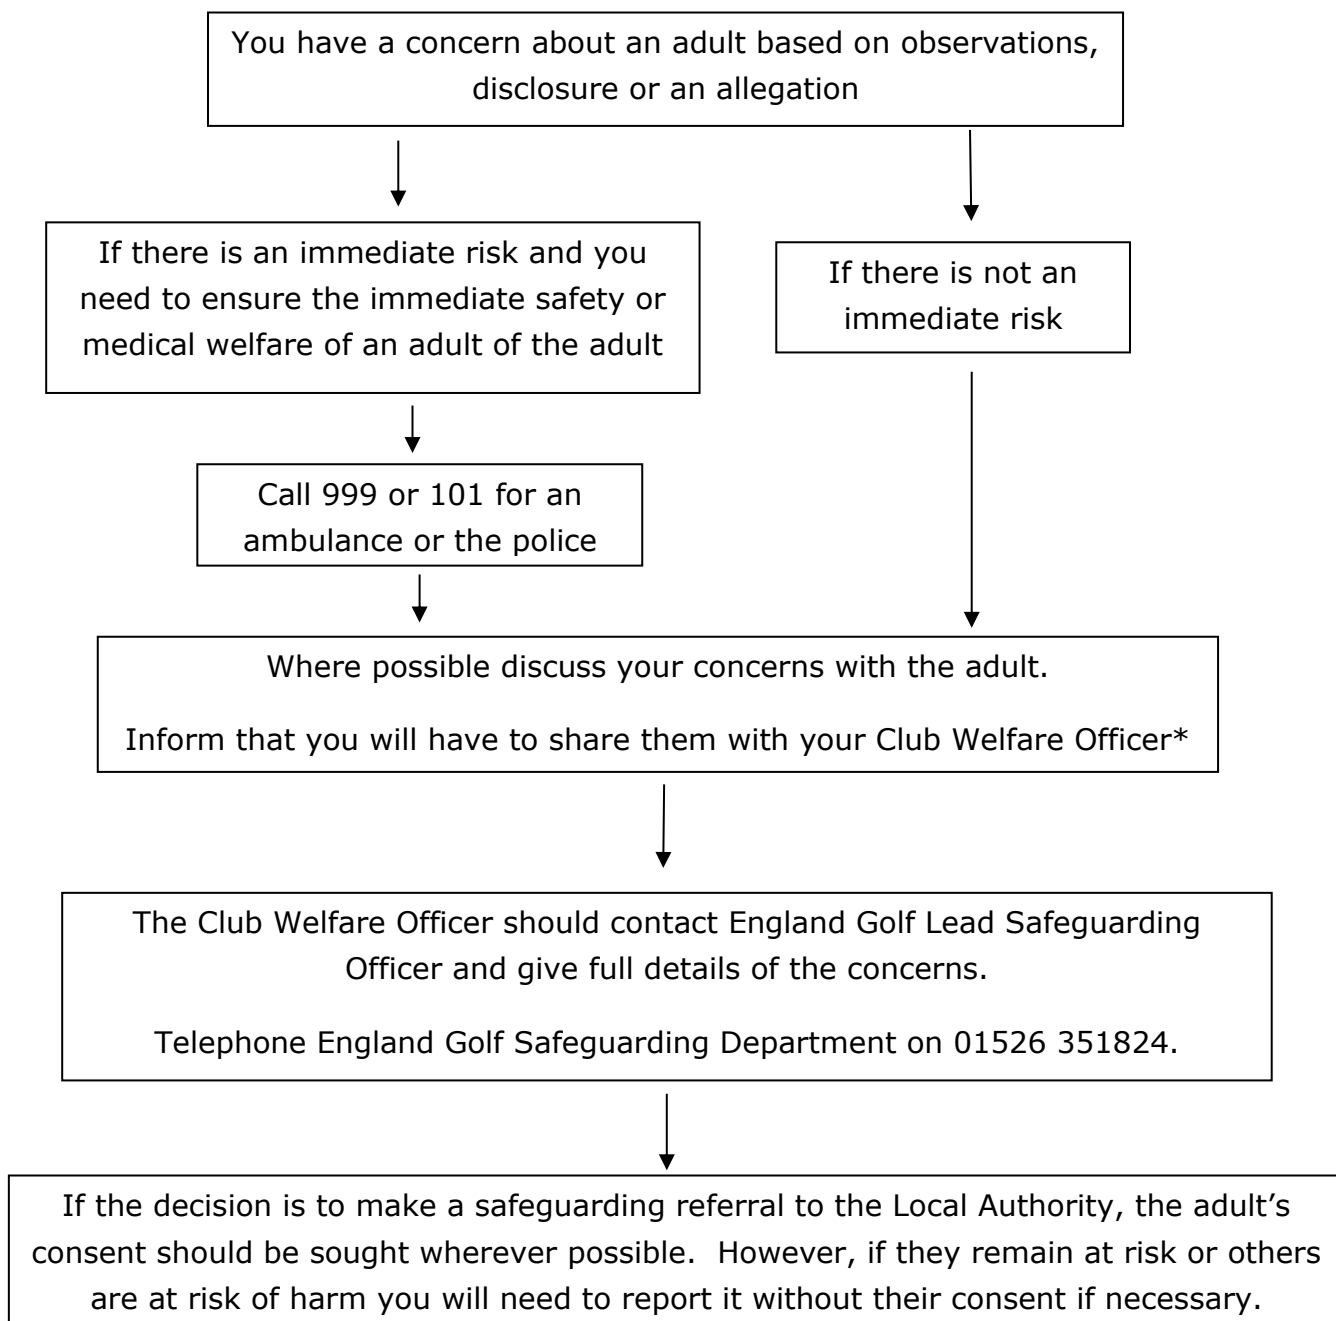 You have a concern about an adult based on observations,
disclosure or an allegation
If there is an immediate risk and you
need to ensure the immediate safety or
medical welfare of an adult of the adult
If there is not an
immediate risk
Call 999 or 101 for an
ambulance or the police
Where possible discuss your concerns with the adult.
Inform that you will have to share them with your Club Welfare Officer*
The Club Welfare Officer should contact England Golf Lead Safeguarding
Officer and give full details of the concerns.
Telephone England Golf Safeguarding Department on 01526 351824.
If the decision is to make a safeguarding referral to the Local Authority, the adult’s
consent should be sought wherever possible.  However, if they remain at risk or others
are at risk of harm you will need to report it without their consent if necessary.